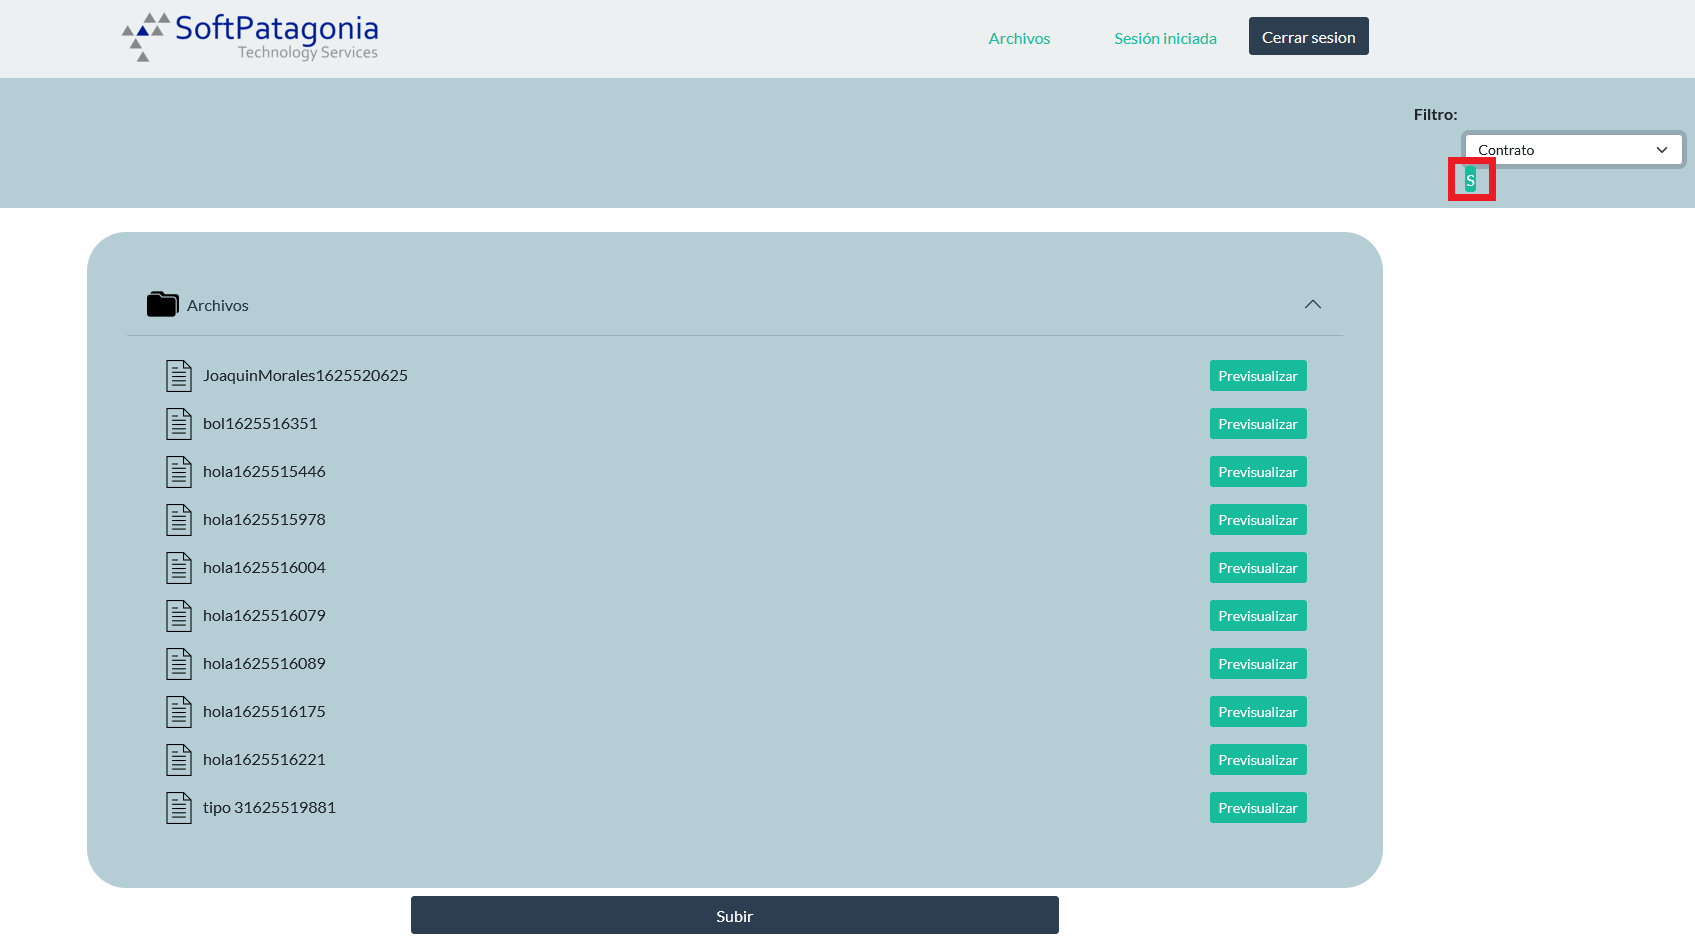 SoftPatagonia
Technology Services
Archivos
Sesión iniciada
Cerrar sesion
Filtro:
Contrato
S
Archivos
JoaquinMorales1625520625 Previsualizar
bol1625516351 Previsualizar
hola1625515446 Previsualizar
hola1625515978 Previsualizar
hola1625516004 Previsualizar
hola1625516079 Previsualizar
hola1625516089 Previsualizar
hola1625516175 Previsualizar
hola1625516221 Previsualizar
tipo 31625519881 Previsualizar
Subir